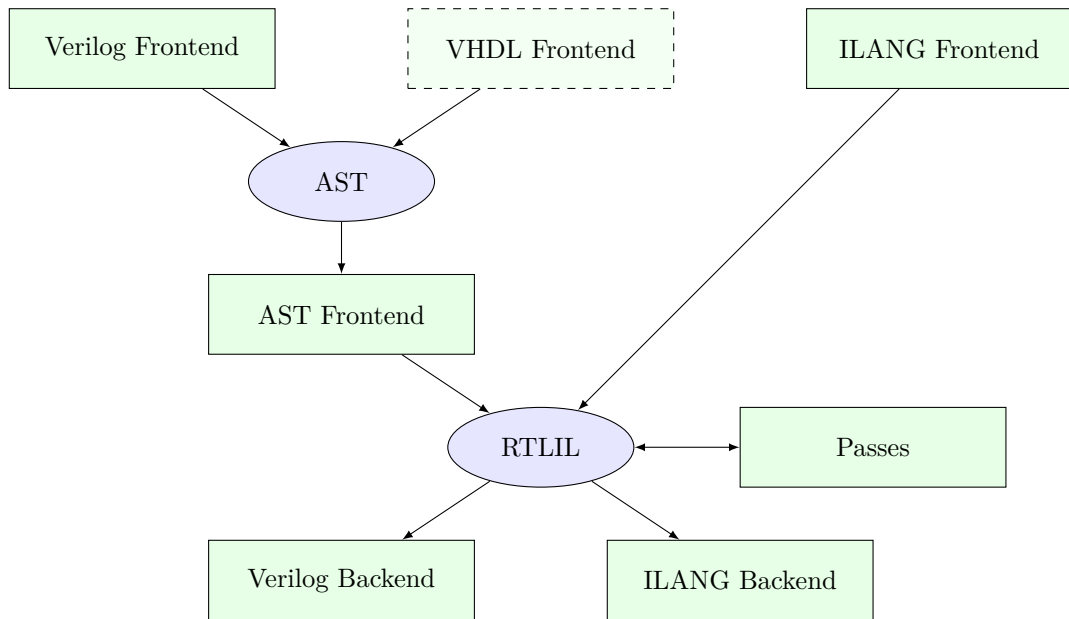 Verilog Frontend
VHDL Frontend
ILANG Frontend
AST
AST Frontend
RTLIL
Passes
Verilog Backend
ILANG Backend